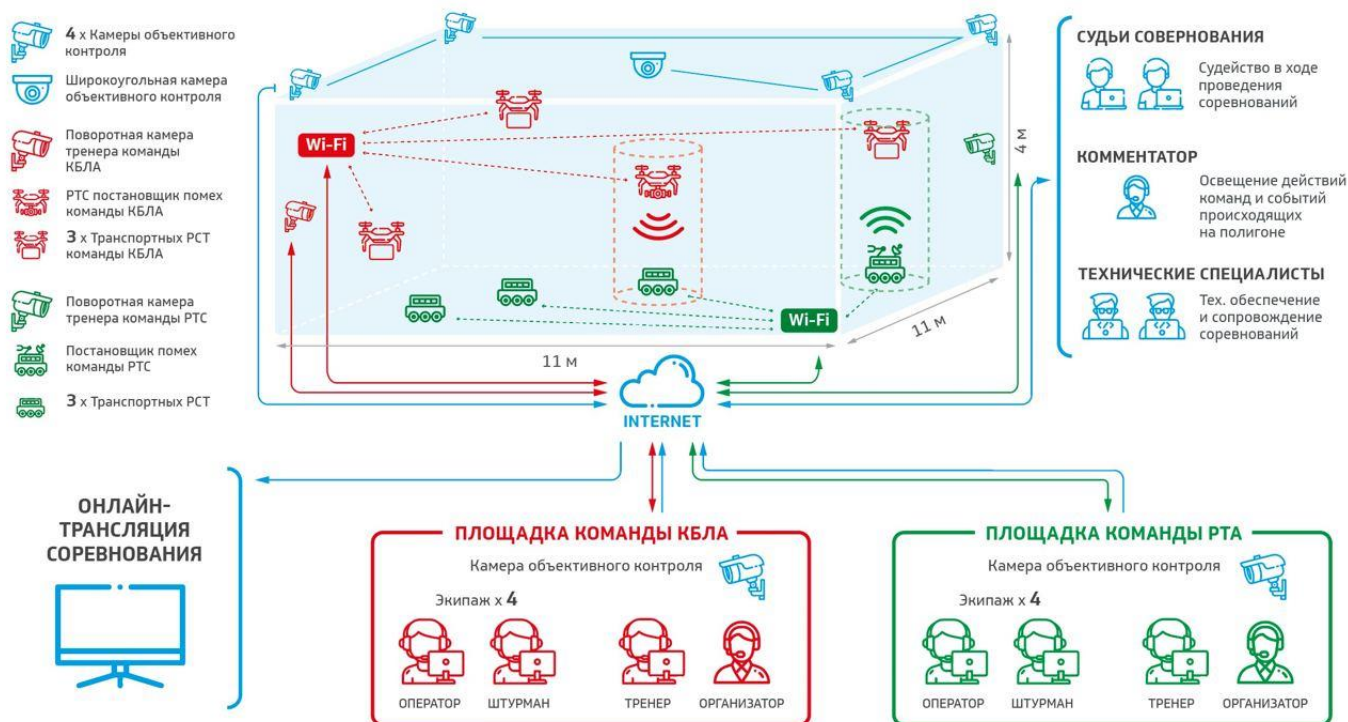 4 x Камеры объективного
контроля
Широкоугольная камера
объективного контроля
Поворотная камера
тренера команды
КБЛА
РТС постановщик помех
команды КБЛА
3 x Транспортных РСТ
команды КБЛА
Поворотная камера
тренера команды РТС
Постановщик помех
команды РТС
3 x Транспортных РСТ
Wi-Fi
Wi-Fi
4 м
11 м
11 м
INTERNET
СУДЬИ СОВЕРНОВАНИЯ
Судейство в ходе
проведения
соревнований
КОММЕНТАТОР
Освещение действий
команд и событий
происходящих
на полигоне
ТЕХНИЧЕСКИЕ СПЕЦИАЛИСТЫ
Тех. обеспечение
и сопровождение
соревнований
ОНЛАЙН-
ТРАНСЛЯЦИЯ
СОРЕВНОВАНИЯ
ПЛОЩАДКА КОМАНДЫ КБЛА
Камера объективного контроля
Экипаж x 4
ОПЕРАТОР ШТУРМАН ТРЕНЕР ОРГАНИЗАТОР
ПЛОЩАДКА КОМАНДЫ РТА
Камера объективного контроля
Экипаж x 4
ОПЕРАТОР ШТУРМАН ТРЕНЕР ОРГАНИЗАТОР